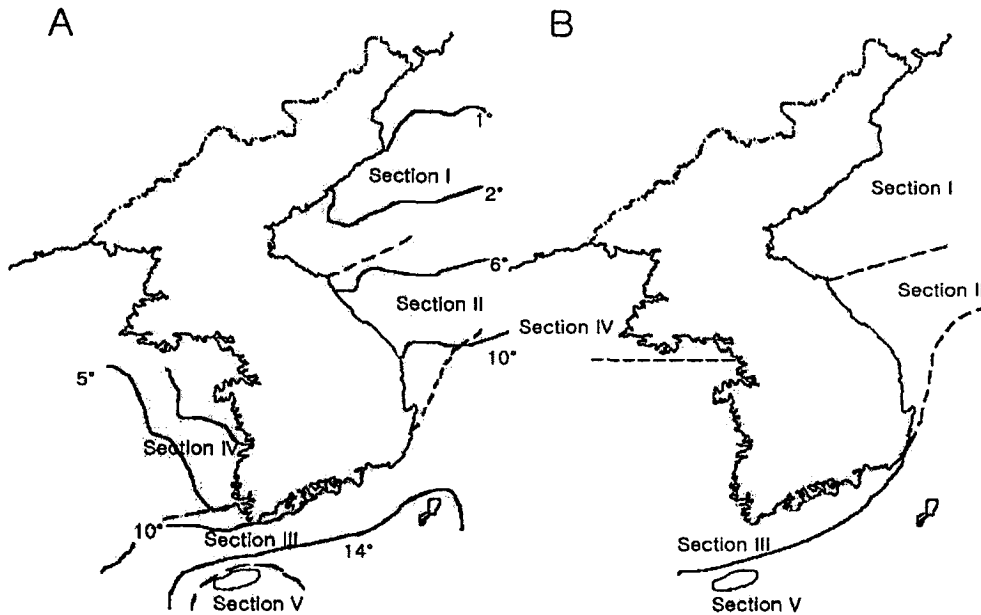 A
1°
Section I
2°
6°
Section II
10°
5°
Section IV
10°
Section III
14°
Section V
B
Section I
Section II
Section IV
Section III
Section V